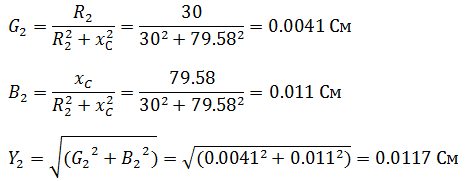 G₂ = R₂ / (R₂² + x_C²) = 30 / (30² + 79.58²) = 0.0041 См
B₂ = x_C / (R₂² + x_C²) = 79.58 / (30² + 79.58²) = 0.011 См
Y₂ = √(G₂² + B₂²) = √(0.0041² + 0.011²) = 0.0117 См